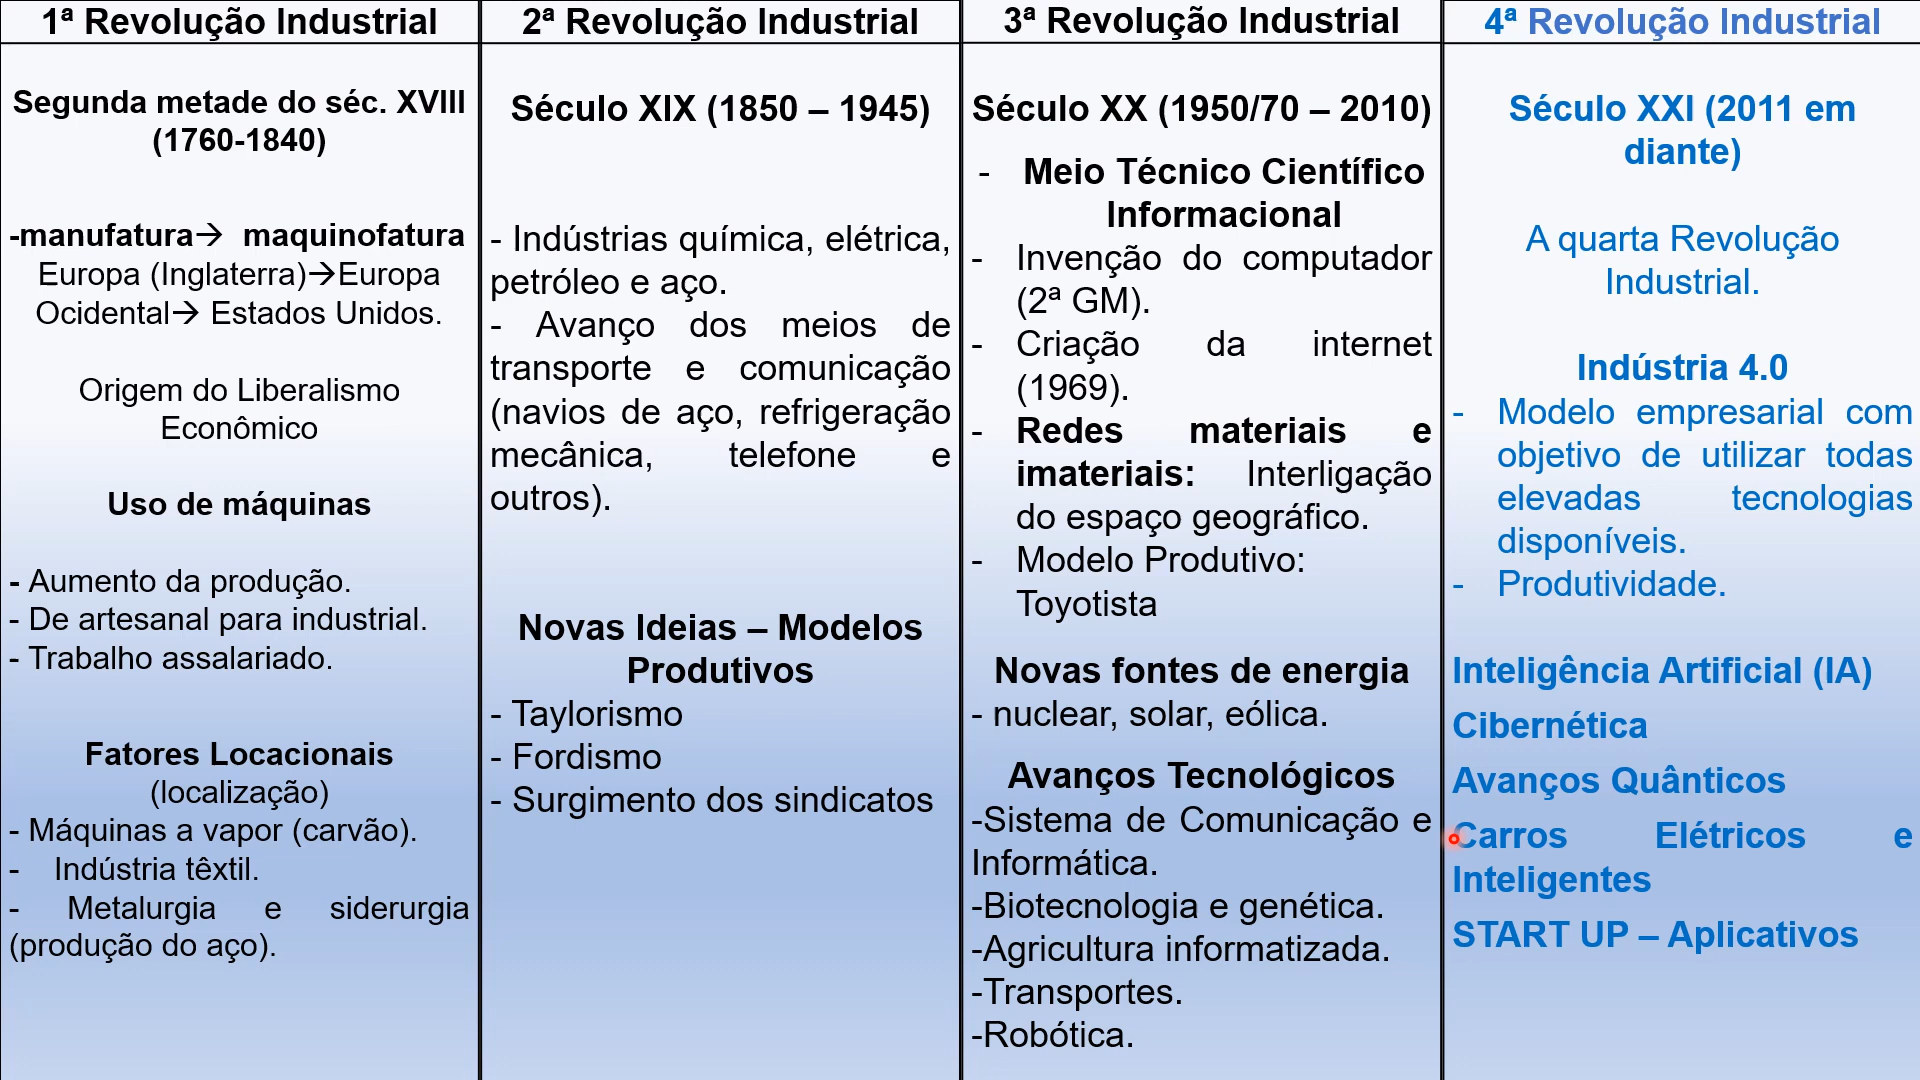 1ª Revolução Industrial
Segunda metade do séc. XVIII
(1760-1840)
-manufatura→ maquinofatura
Europa (Inglaterra)→Europa
Ocidental→ Estados Unidos.
Origem do Liberalismo
Econômico
Uso de máquinas
- Aumento da produção.
- De artesanal para industrial.
- Trabalho assalariado.
Fatores Locacionais
(localização)
- Máquinas a vapor (carvão).
- Indústria têxtil.
- Metalurgia e siderurgia
(produção do aço).
2ª Revolução Industrial
Século XIX (1850 – 1945)
- Indústrias química, elétrica,
petróleo e aço.
- Avanço dos meios de
transporte e comunicação
(navios de aço, refrigeração
mecânica, telefone e
outros).
Novas Ideias – Modelos
Produtivos
- Taylorismo
- Fordismo
- Surgimento dos sindicatos
3ª Revolução Industrial
Século XX (1950/70 – 2010)
- Meio Técnico Científico
Informacional
- Invenção do computador
(2ª GM).
- Criação da internet
(1969).
- Redes materiais e
imateriais: Interligação
do espaço geográfico.
- Modelo Produtivo:
Toyotista
Novas fontes de energia
- nuclear, solar, eólica.
Avanços Tecnológicos
-Sistema de Comunicação e
Informática.
-Biotecnologia e genética.
-Agricultura informatizada.
-Transportes.
-Robótica.
4ª Revolução Industrial
Século XXI (2011 em
diante)
A quarta Revolução
Industrial.
Indústria 4.0
- Modelo empresarial com
objetivo de utilizar todas
elevadas tecnologias
disponíveis.
- Produtividade.
Inteligência Artificial (IA)
Cibernética
Avanços Quânticos
Carros Elétricos e
Inteligentes
START UP – Aplicativos